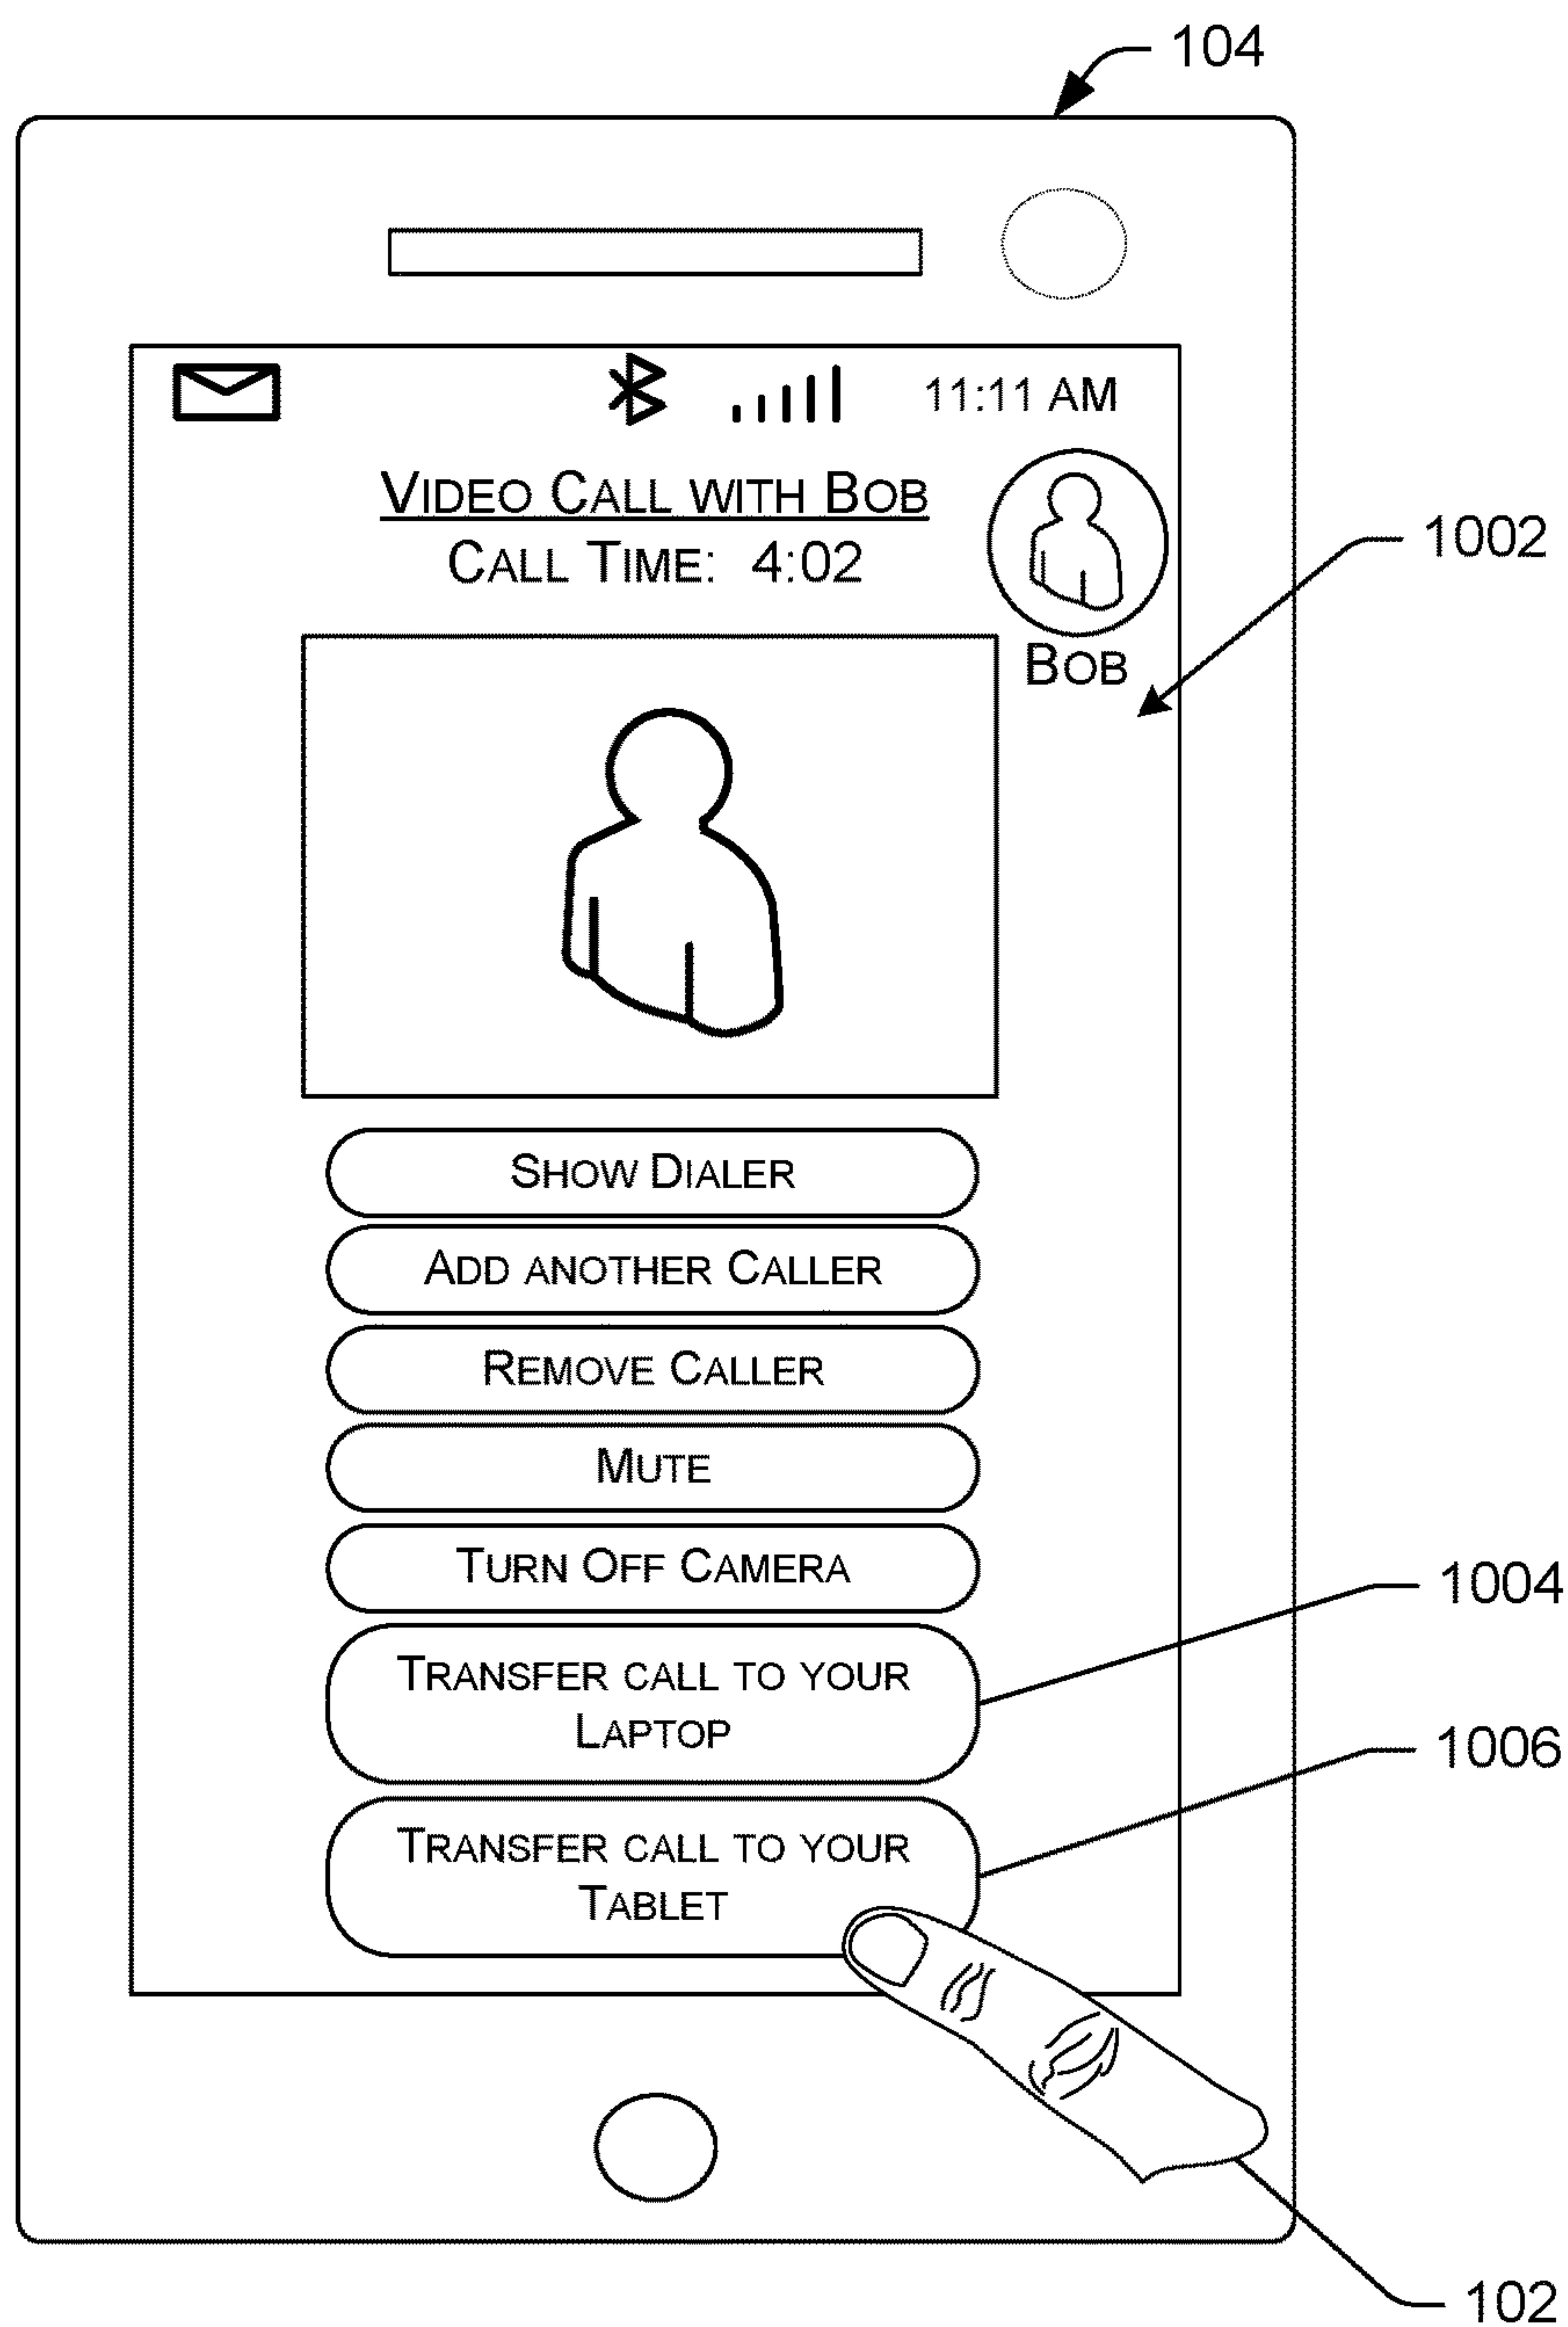 104
11:11 AM
VIDEO CALL WITH BOB
CALL TIME: 4:02
1002
BOB
SHOW DIALER
ADD ANOTHER CALLER
REMOVE CALLER
MUTE
TURN OFF CAMERA
1004
TRANSFER CALL TO YOUR
LAPTOP
1006
TRANSFER CALL TO YOUR
TABLET
102